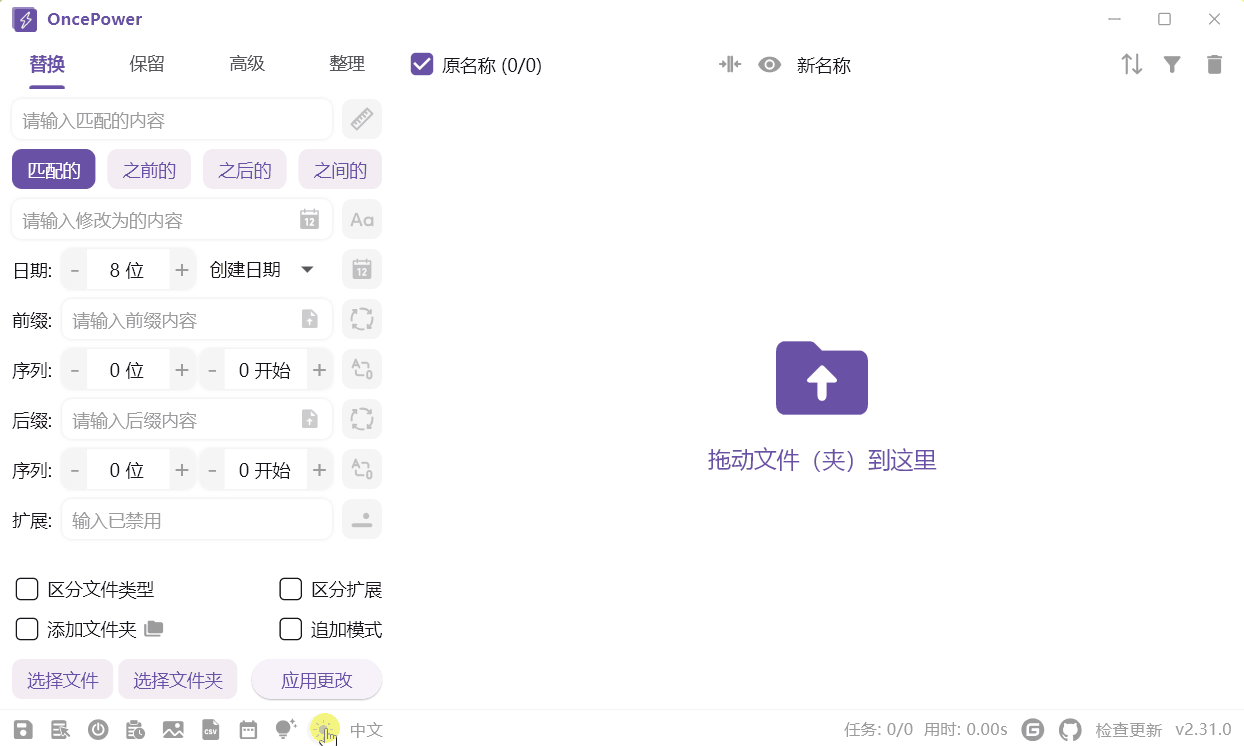 OncePower
替换 保留 高级 整理
原名称 (0/0) 新名称
请输入匹配的内容
匹配的 之前的 之后的 之间的
请输入修改为的内容 12 Aa
日期: - 8 位 + 创建日期 12
前缀: 请输入前缀内容
序列: - 0 位 + - 0 开始 + A 0
后缀: 请输入后缀内容
序列: - 0 位 + - 0 开始 + A 0
扩展: 输入已禁用
拖动文件（夹）到这里
区分文件类型 区分扩展
添加文件夹 追加模式
选择文件 选择文件夹 应用更改
CSV 中文 任务: 0/0 用时: 0.00s G 检查更新 v2.31.0